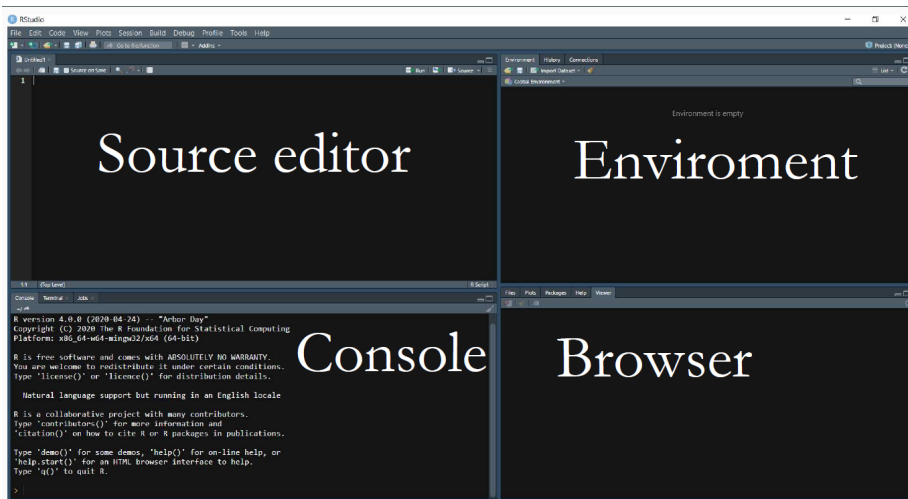 RStudio
File Edit Code View Plots Session Build Debug Profile Tools Help
Go to file/function Addins
Untitled1
Source on Save Run Source
1
Source editor
1:1 (Top Level) R Script
Environment History Connections
Import Dataset List
Global Environment
Environment is empty
Enviroment
Console Terminal Jobs
R version 4.0.0 (2020-04-24) -- "Arbor Day"
Copyright (C) 2020 The R Foundation for Statistical Computing
Platform: x86_64-w64-mingw32/x64 (64-bit)
R is free software and comes with ABSOLUTELY NO WARRANTY.
You are welcome to redistribute it under certain conditions.
Type 'license()' or 'licence()' for distribution details.
Natural language support but running in an English locale
R is a collaborative project with many contributors.
Type 'contributors()' for more information and
'citation()' on how to cite R or R packages in publications.
Type 'demo()' for some demos, 'help()' for on-line help, or
'help.start()' for an HTML browser interface to help.
Type 'q()' to quit R.
>
Console
Files Plots Packages Help Viewer
Browser